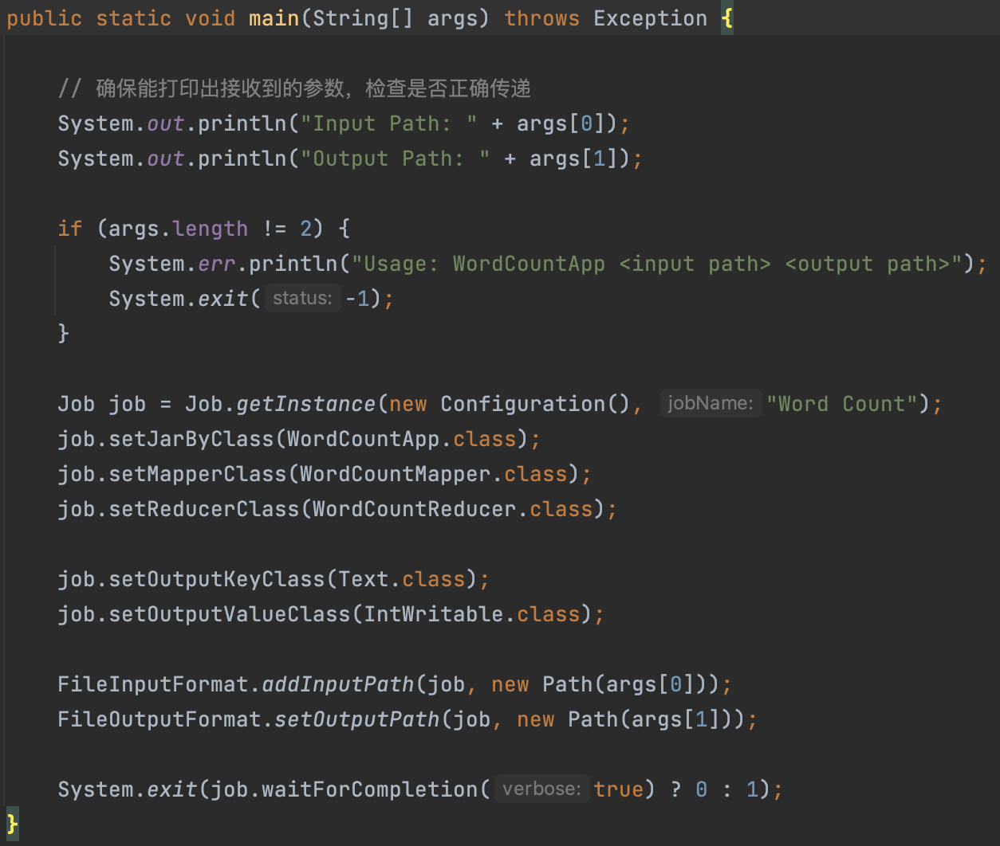 public static void main(String[] args) throws Exception {
// 确保能打印出接收到的参数，检查是否正确传递
System.out.println("Input Path: " + args[0]);
System.out.println("Output Path: " + args[1]);
if (args.length != 2) {
System.err.println("Usage: WordCountApp <input path> <output path>");
System.exit( status: -1);
}
Job job = Job.getInstance(new Configuration(), jobName: "Word Count");
job.setJarByClass(WordCountApp.class);
job.setMapperClass(WordCountMapper.class);
job.setReducerClass(WordCountReducer.class);
job.setOutputKeyClass(Text.class);
job.setOutputValueClass(IntWritable.class);
FileInputFormat.addInputPath(job, new Path(args[0]));
FileOutputFormat.setOutputPath(job, new Path(args[1]));
System.exit(job.waitForCompletion( verbose: true) ? 0 : 1);
}